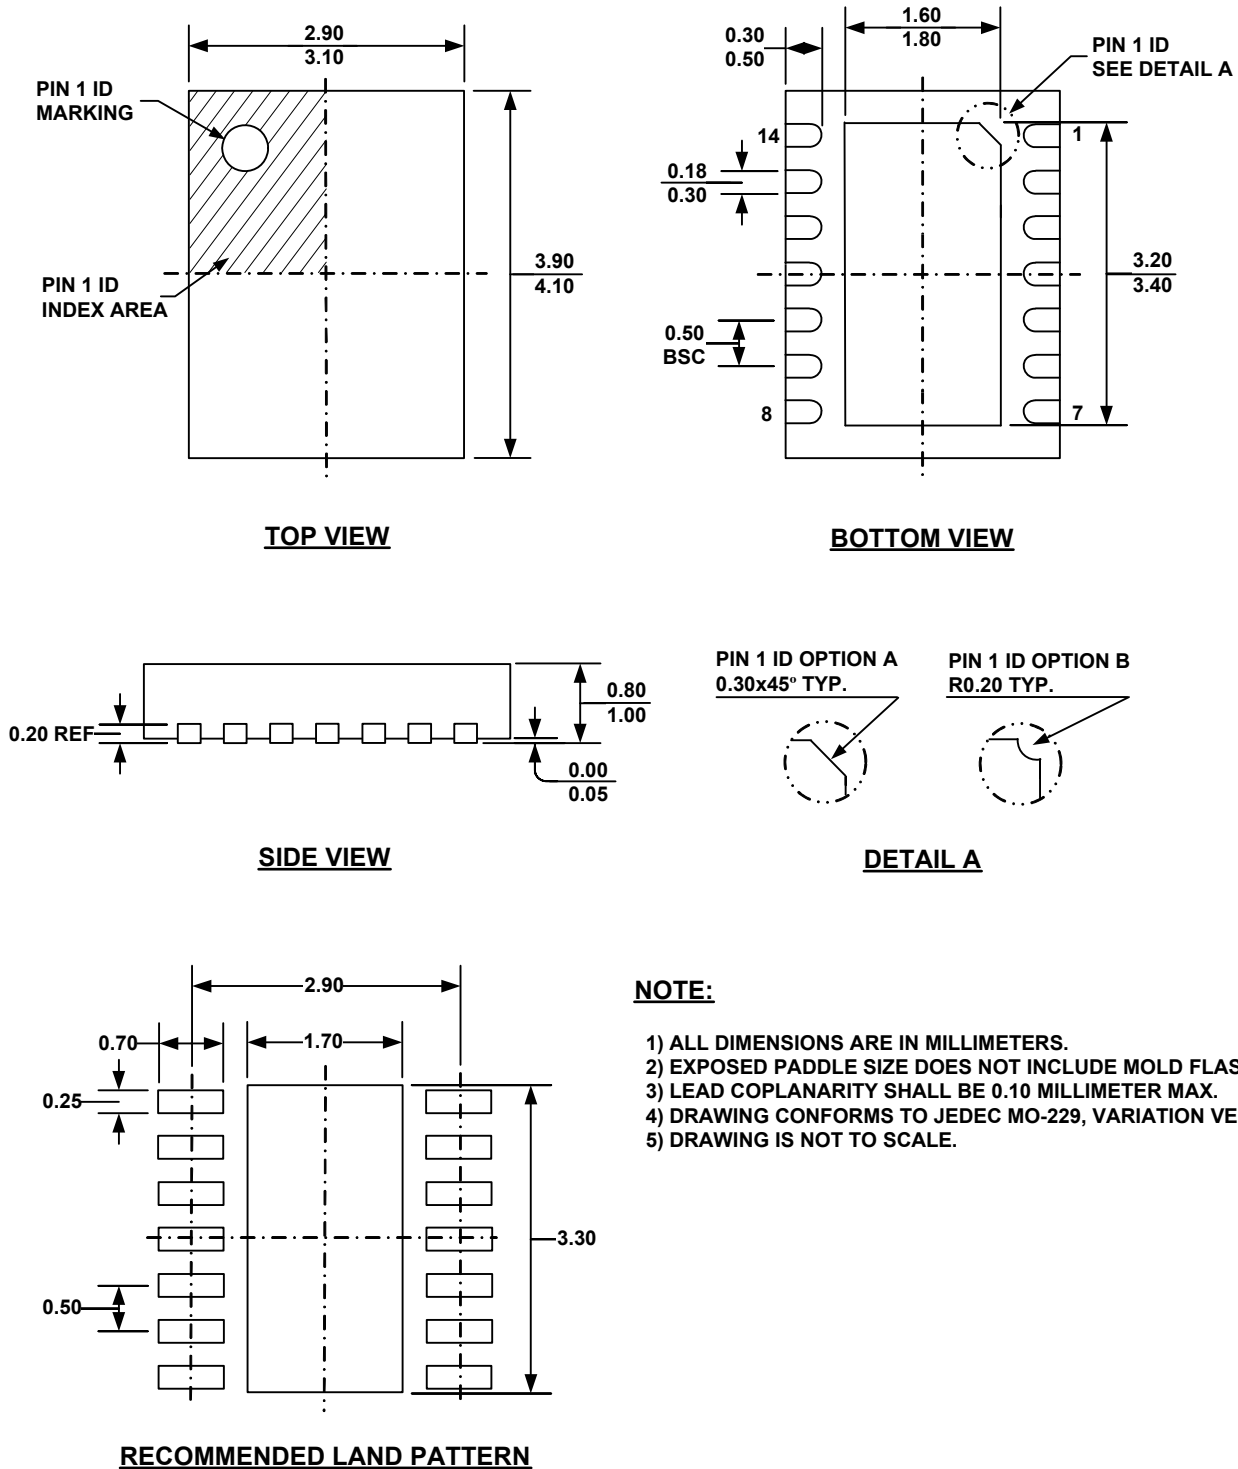 2.90
3.10
PIN 1 ID
MARKING
PIN 1 ID
INDEX AREA
3.90
4.10
TOP VIEW
0.30
0.50
1.60
1.80
PIN 1 ID
SEE DETAIL A
14
1
0.18
0.30
0.50
BSC
3.20
3.40
8
7
BOTTOM VIEW
0.20 REF
0.80
1.00
0.00
0.05
SIDE VIEW
PIN 1 ID OPTION A
0.30x45º TYP.
PIN 1 ID OPTION B
R0.20 TYP.
DETAIL A
2.90
0.70
1.70
0.25
0.50
3.30
RECOMMENDED LAND PATTERN
NOTE:
1) ALL DIMENSIONS ARE IN MILLIMETERS.
2) EXPOSED PADDLE SIZE DOES NOT INCLUDE MOLD
3) LEAD COPLANARITY SHALL BE 0.10 MILLIMETER MAX.
4) DRAWING CONFORMS TO JEDEC MO-229, VARIATION
5) DRAWING IS NOT TO SCALE.